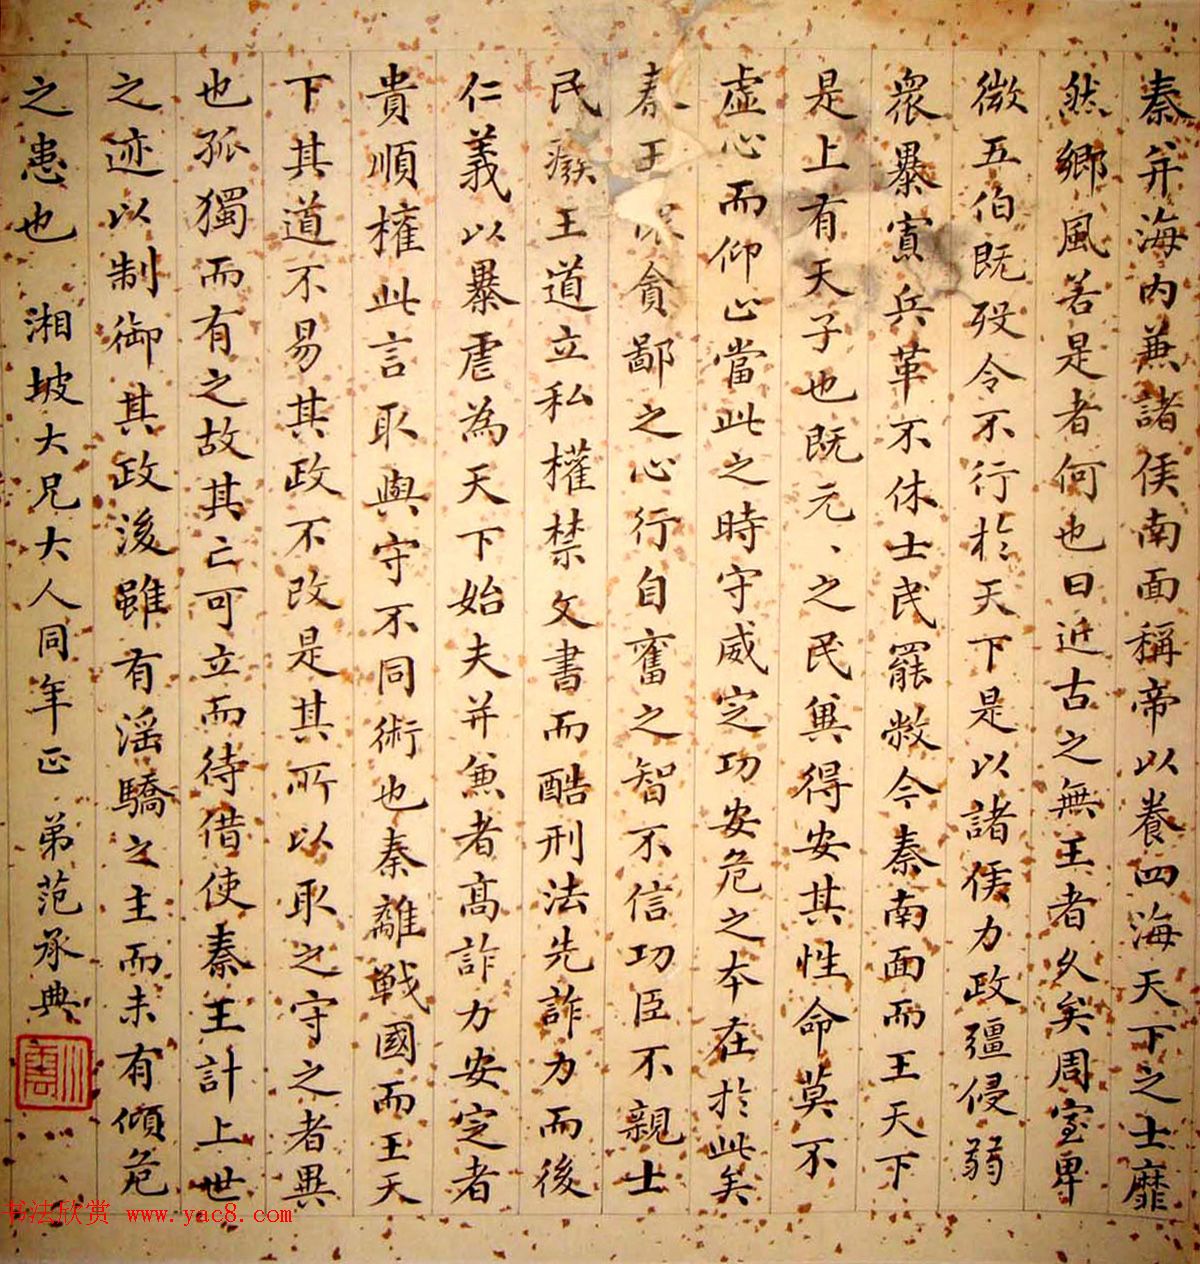 秦并海内兼諸侯南面稱帝以養四海天下之士靡
然鄉風若是者何也曰近古之無王者久矣周室卑
微五伯既歿令不行於天下是以諸侯力政彊侵弱
衆暴寡兵革不休士民罷敝今秦南面而王天下
是上有天子也既元、之民兾得安其性命莫不
虛心而仰上當此之時守威定功安危之本在於此矣
秦王貪鄙之心行自奮之智不信功臣不親士
民廢王道立私權禁文書而酷刑法先詐力而後
仁義以暴虐為天下始夫并兼者高詐力安定者
貴順權此言取與守不同術也秦離戰國而王天
下其道不易其政不改是其所以取之守之者異
也孤獨而有之故其亡可立而待借使秦王計上世
之迹以制御其政後雖有淫驕之主而未有傾危
之患也 湘坡大兄大人同年正 弟范承典
书法欣赏 www.yac8.com